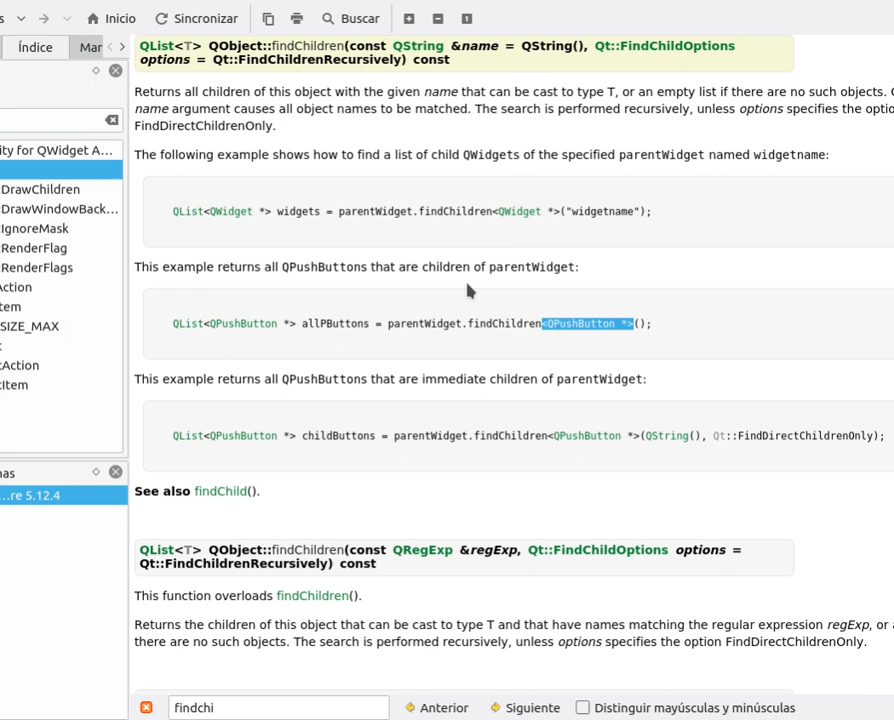 s
Inicio
Sincronizar
Buscar
Índice
Mar
ity for QWidget A...
:DrawChildren
:DrawWindowBack...
:IgnoreMask
:RenderFlag
:RenderFlags
Action
tem
SIZE_MAX
t
tAction
tItem
nas
...re 5.12.4
QList<T> QObject::findChildren(const QString &name = QString(), Qt::FindChildOptions
options = Qt::FindChildrenRecursively) const
Returns all children of this object with the given name that can be cast to type T, or an empty list if there are no such objects.
name argument causes all object names to be matched. The search is performed recursively, unless options specifies the optio
FindDirectChildrenOnly.
The following example shows how to find a list of child QWidgets of the specified parentWidget named widgetname:
QList<QWidget *> widgets = parentWidget.findChildren<QWidget *>("widgetname");
This example returns all QPushButtons that are children of parentWidget:
QList<QPushButton *> allPButtons = parentWidget.findChildren<QPushButton *>();
This example returns all QPushButtons that are immediate children of parentWidget:
QList<QPushButton *> childButtons = parentWidget.findChildren<QPushButton *>(QString(), Qt::FindDirectChildrenOnly);
See also findChild().
QList<T> QObject::findChildren(const QRegExp &regExp, Qt::FindChildOptions options =
Qt::FindChildrenRecursively) const
This function overloads findChildren().
Returns the children of this object that can be cast to type T and that have names matching the regular expression regExp, or
there are no such objects. The search is performed recursively, unless options specifies the option FindDirectChildrenOnly.
findchi
Anterior
Siguiente
Distinguir mayúsculas y minúsculas